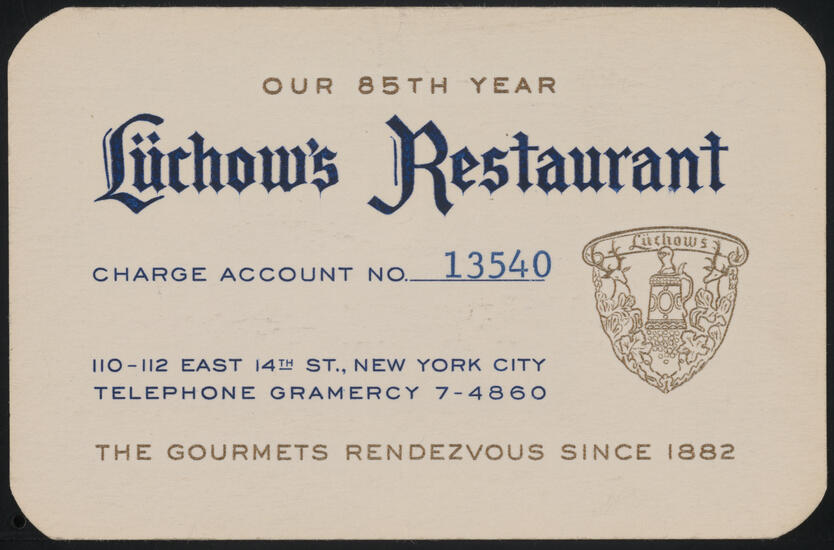 OUR 85TH YEAR
Lüchow's Restaurant
CHARGE ACCOUNT NO. 13540
Lüchows
110-112 EAST 14TH ST., NEW YORK CITY
TELEPHONE GRAMERCY 7-4860
THE GOURMETS RENDEZVOUS SINCE 1882